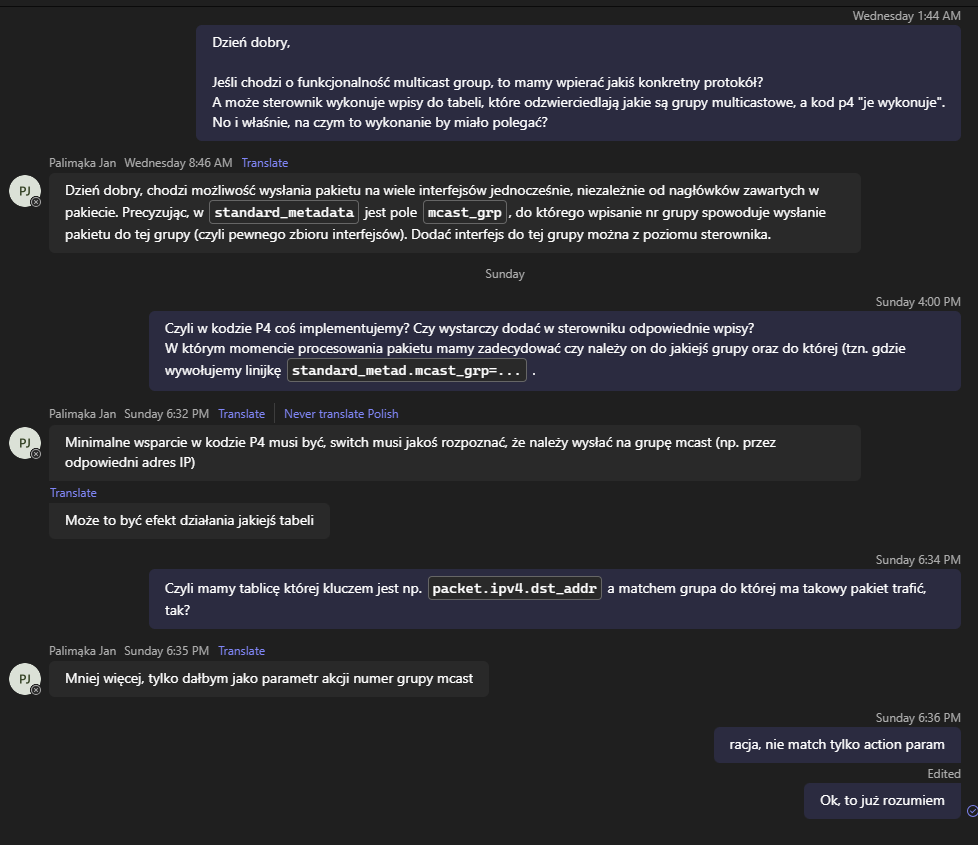 Wednesday 1:44 AM
Dzień dobry,
Jeśli chodzi o funkcjonalność multicast group, to mamy wpierać jakiś konkretny protokół?
A może sterownik wykonuje wpisy do tabeli, które odzwierciedlają jakie są grupy multicastowe, a kod p4 "je wykonuje".
No i właśnie, na czym to wykonanie by miało polegać?
Palimąka Jan Wednesday 8:46 AM Translate
PJ
Dzień dobry, chodzi możliwość wysłania pakietu na wiele interfejsów jednocześnie, niezależnie od nagłówków zawartych w
pakiecie. Precyzując, w standard_metadata jest pole mcast_grp, do którego wpisanie nr grupy spowoduje wysłanie
pakietu do tej grupy (czyli pewnego zbioru interfejsów). Dodać interfejs do tej grupy można z poziomu sterownika.
Sunday
Sunday 4:00 PM
Czyli w kodzie P4 coś implementujemy? Czy wystarczy dodać w sterowniku odpowiednie wpisy?
W którym momencie procesowania pakietu mamy zadecydować czy należy on do jakiejś grupy oraz do której (tzn. gdzie
wywołujemy linijkę standard_metad.mcast_grp=... .
Palimąka Jan Sunday 6:32 PM Translate Never translate Polish
PJ
Minimalne wsparcie w kodzie P4 musi być, switch musi jakoś rozpoznać, że należy wysłać na grupę mcast (np. przez
odpowiedni adres IP)
Translate
Może to być efekt działania jakiejś tabeli
Sunday 6:34 PM
Czyli mamy tablicę której kluczem jest np. packet.ipv4.dst_addr a matchem grupa do której ma takowy pakiet trafić,
tak?
Palimąka Jan Sunday 6:35 PM Translate
PJ
Mniej więcej, tylko dałbym jako parametr akcji numer grupy mcast
Sunday 6:36 PM
racja, nie match tylko action param
Edited
Ok, to już rozumiem